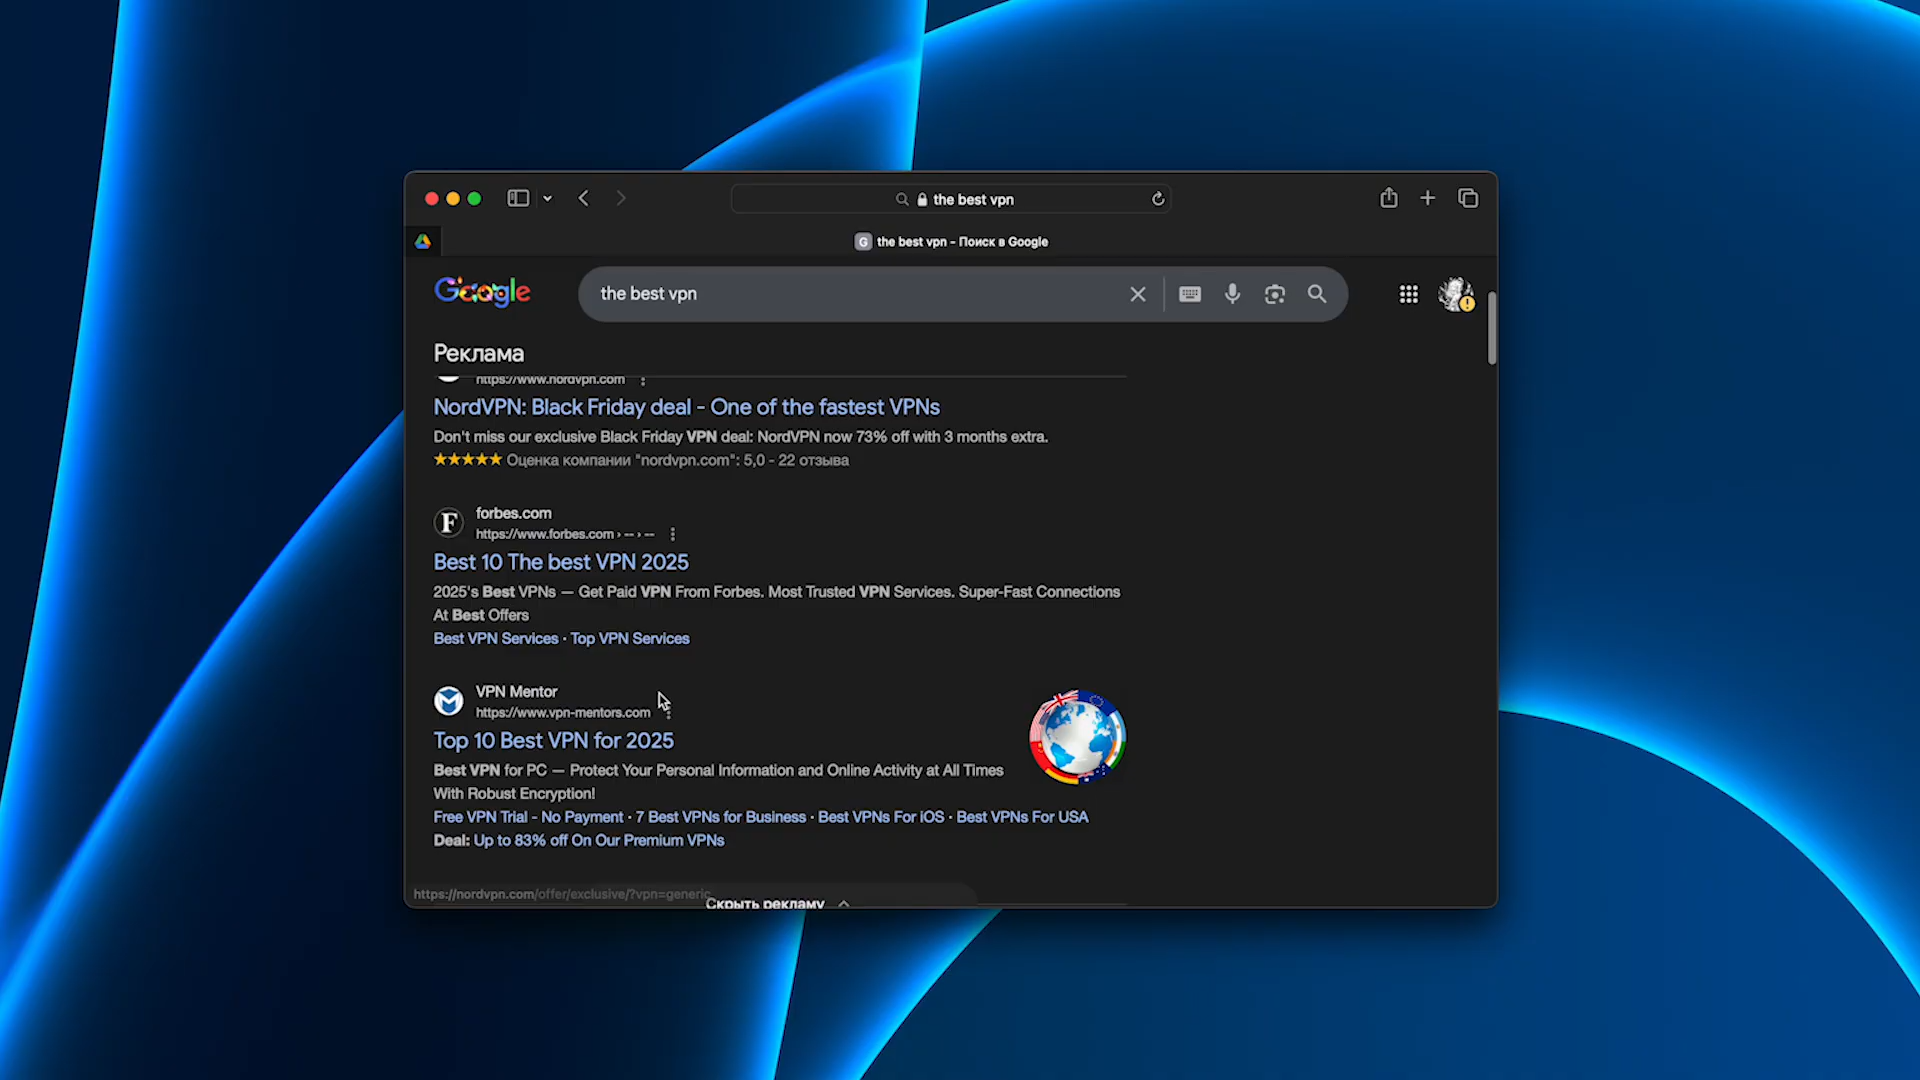 the best vpn
G the best vpn - Поиск в Google
Google
the best vpn
Реклама
https://www.nordvpn.com
NordVPN: Black Friday deal - One of the fastest VPNs
Don't miss our exclusive Black Friday VPN deal: NordVPN now 73% off with 3 months extra.
★★★★★ Оценка компании "nordvpn.com": 5,0 - 22 отзыва
F
forbes.com
https://www.forbes.com › -- › --
Best 10 The best VPN 2025
2025's Best VPNs — Get Paid VPN From Forbes. Most Trusted VPN Services. Super-Fast Connections
At Best Offers
Best VPN Services · Top VPN Services
VPN Mentor
https://www.vpn-mentors.com
Top 10 Best VPN for 2025
Best VPN for PC — Protect Your Personal Information and Online Activity at All Times
With Robust Encryption!
Free VPN Trial - No Payment · 7 Best VPNs for Business · Best VPNs For iOS · Best VPNs For USA
Deal: Up to 83% off On Our Premium VPNs
https://nordvpn.com/offer/exclusive/?vpn=generic
Скрыть рекламу